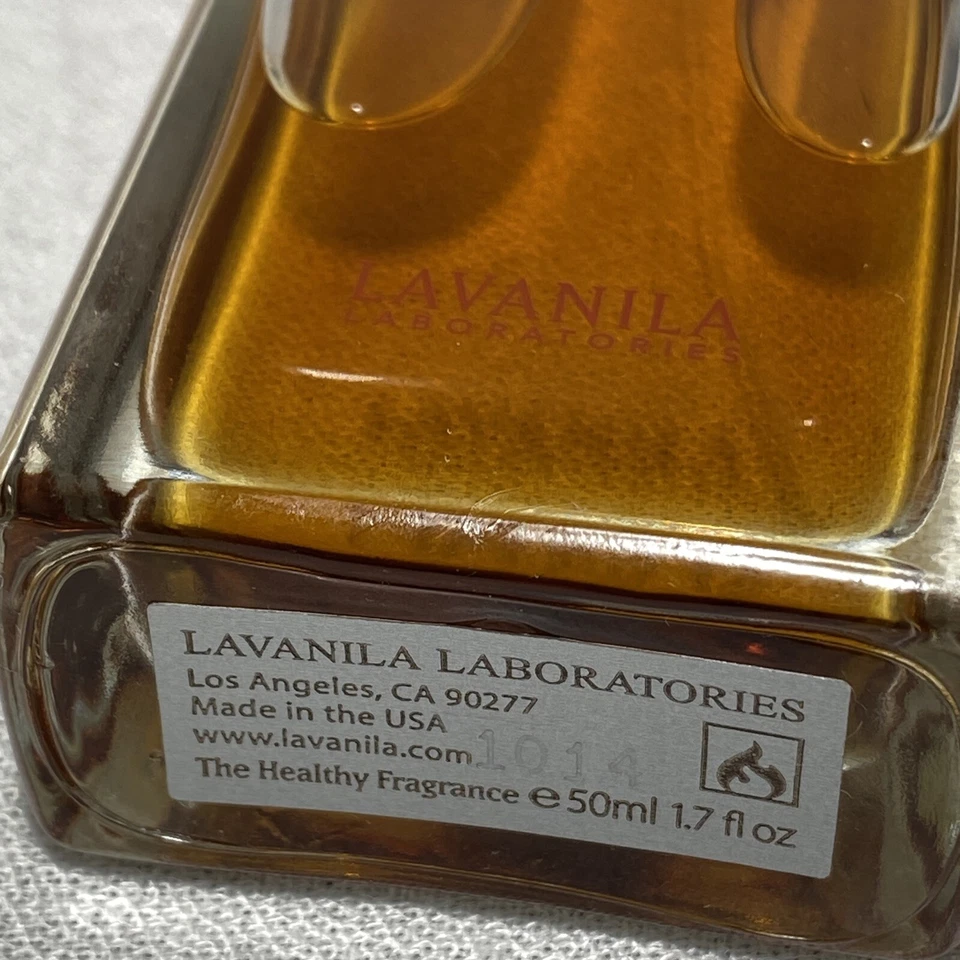 LAVANILA
LABORATORIES
LAVANILA LABORATORIES
Los Angeles, CA 90277
Made in the USA
www.lavanila.com 1014
The Healthy Fragrance ℮ 50ml 1.7 fl oz